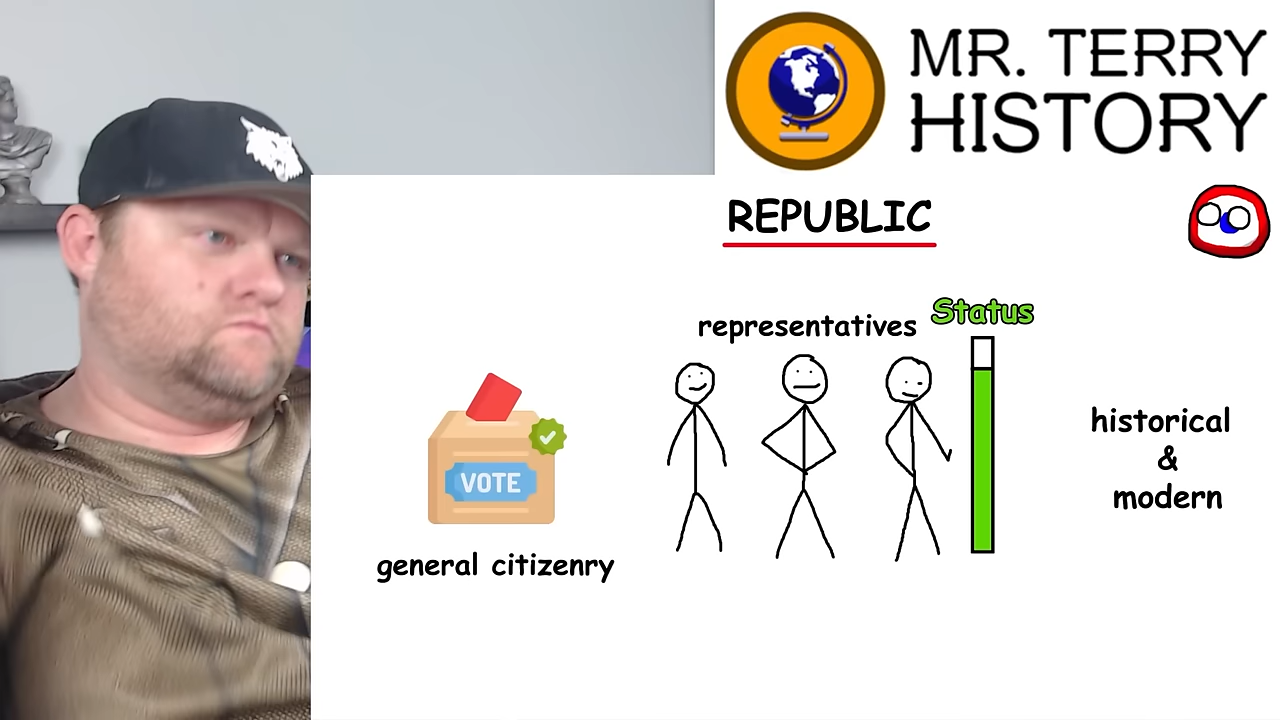 MR. TERRY
HISTORY
REPUBLIC
representatives
Status
VOTE
general citizenry
historical
&
modern